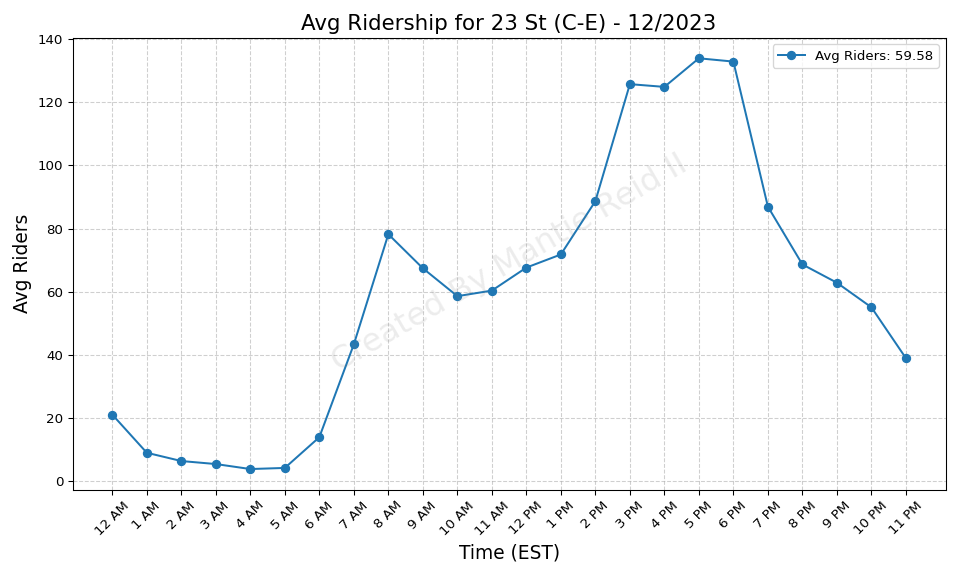 Avg Ridership for 23 St (C-E) - 12/2023
Avg Riders: 59.58
140
120
100
80
60
40
20
0
Avg Riders
Created By Mantie Reid II
12 AM
1 AM
2 AM
3 AM
4 AM
5 AM
6 AM
7 AM
8 AM
9 AM
10 AM
11 AM
12 PM
1 PM
2 PM
3 PM
4 PM
5 PM
6 PM
7 PM
8 PM
9 PM
10 PM
11 PM
Time (EST)